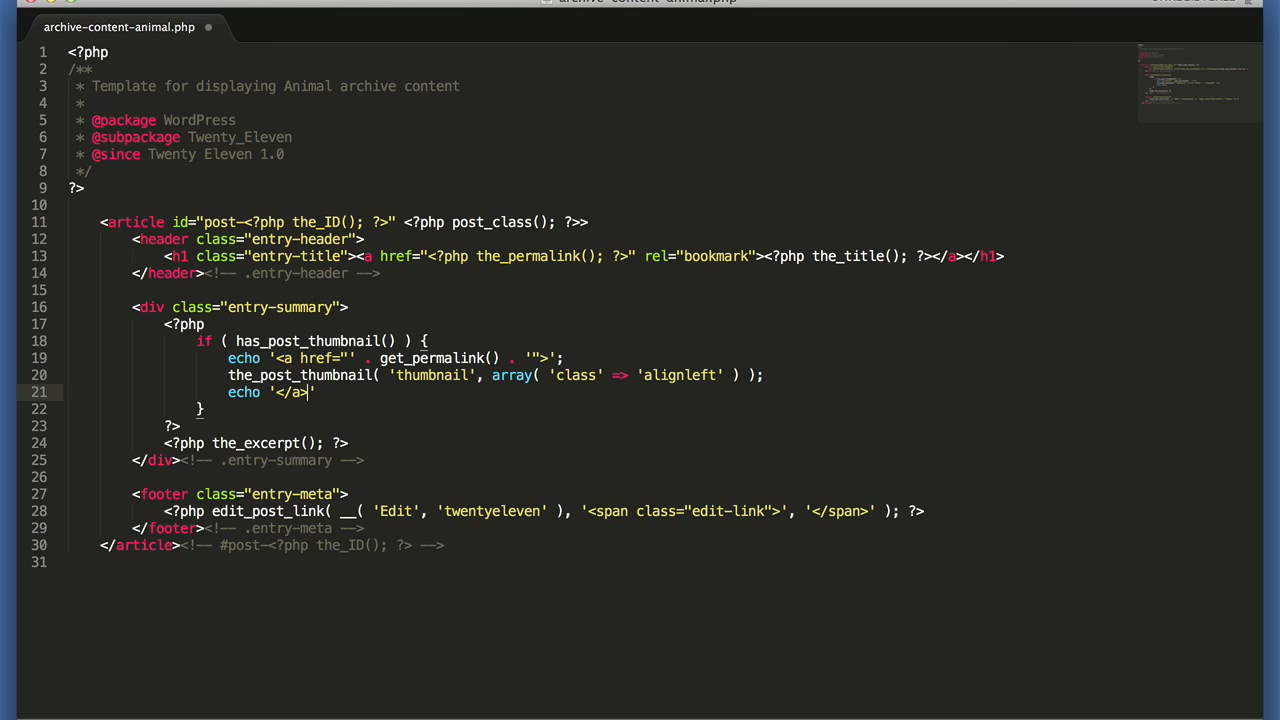 archive-content-animal.php
archive-content-animal.php
1 <?php
2 /**
3  * Template for displaying Animal archive content
4  *
5  * @package WordPress
6  * @subpackage Twenty_Eleven
7  * @since Twenty Eleven 1.0
8  */
9 ?>
10
11     <article id="post-<?php the_ID(); ?>" <?php post_class(); ?>>
12         <header class="entry-header">
13             <h1 class="entry-title"><a href="<?php the_permalink(); ?>" rel="bookmark"><?php the_title(); ?></a></h1>
14         </header><!-- .entry-header -->
15
16         <div class="entry-summary">
17             <?php
18                 if ( has_post_thumbnail() ) {
19                     echo '<a href="' . get_permalink() . '">';
20                     the_post_thumbnail( 'thumbnail', array( 'class' => 'alignleft' ) );
21                     echo '</a>'
22                 }
23             ?>
24             <?php the_excerpt(); ?>
25         </div><!-- .entry-summary -->
26
27         <footer class="entry-meta">
28             <?php edit_post_link( __( 'Edit', 'twentyeleven' ), '<span class="edit-link">', '</span>' ); ?>
29         </footer><!-- .entry-meta -->
30     </article><!-- #post-<?php the_ID(); ?> -->
31